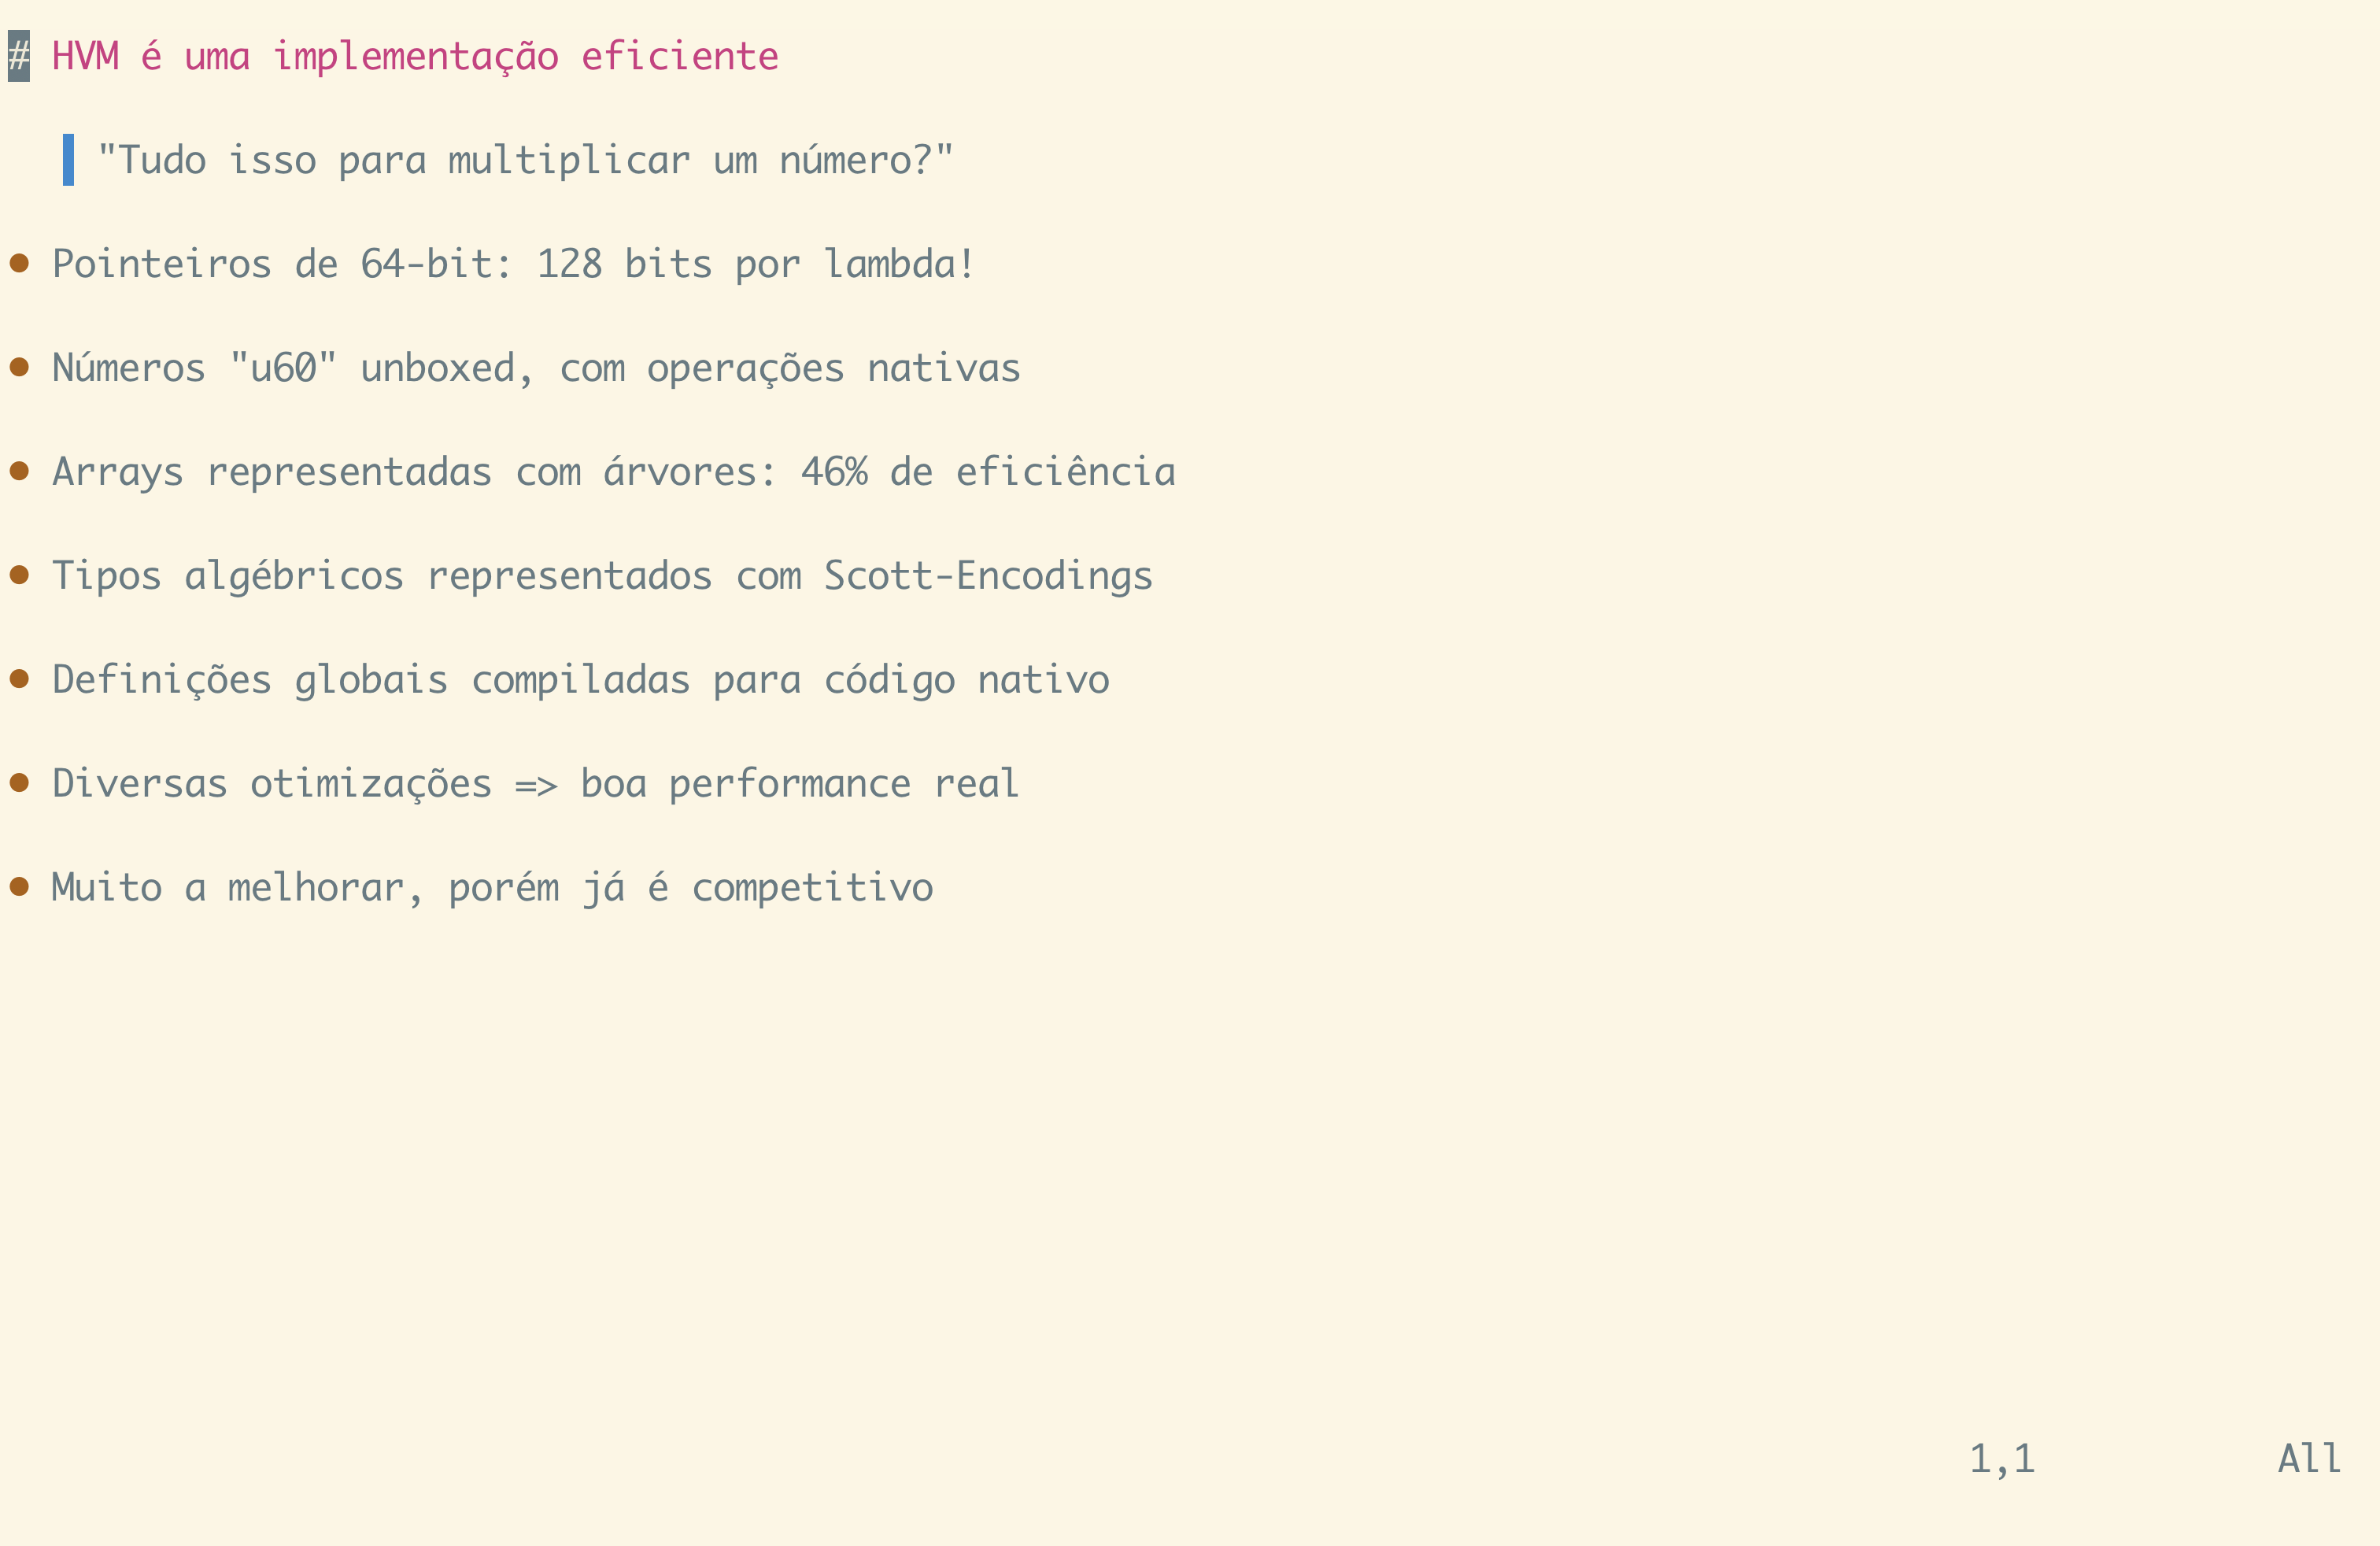 # HVM é uma implementação eficiente
"Tudo isso para multiplicar um número?"
● Pointeiros de 64-bit: 128 bits por lambda!
● Números "u60" unboxed, com operações nativas
● Arrays representadas com árvores: 46% de eficiência
● Tipos algébricos representados com Scott-Encodings
● Definições globais compiladas para código nativo
● Diversas otimizações => boa performance real
● Muito a melhorar, porém já é competitivo
1,1 All